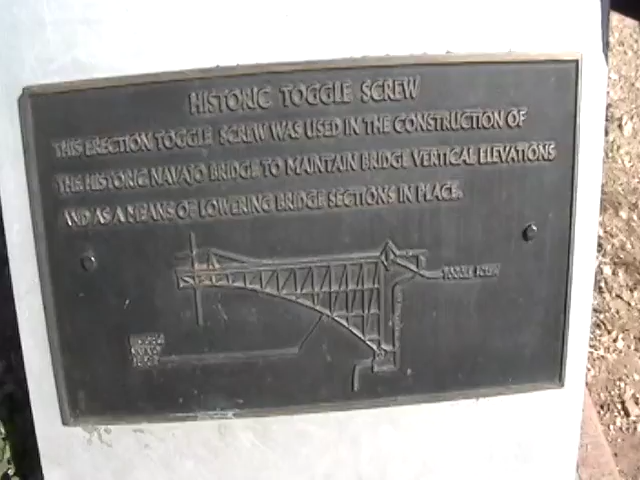 HISTORIC TOGGLE SCREW
THIS ERECTION TOGGLE SCREW WAS USED IN THE CONSTRUCTION OF
THE HISTORIC NAVAJO BRIDGE TO MAINTAIN BRIDGE VERTICAL ELEVATIONS
AND AS A MEANS OF LOWERING BRIDGE SECTIONS IN PLACE.
TOGGLE SCREW